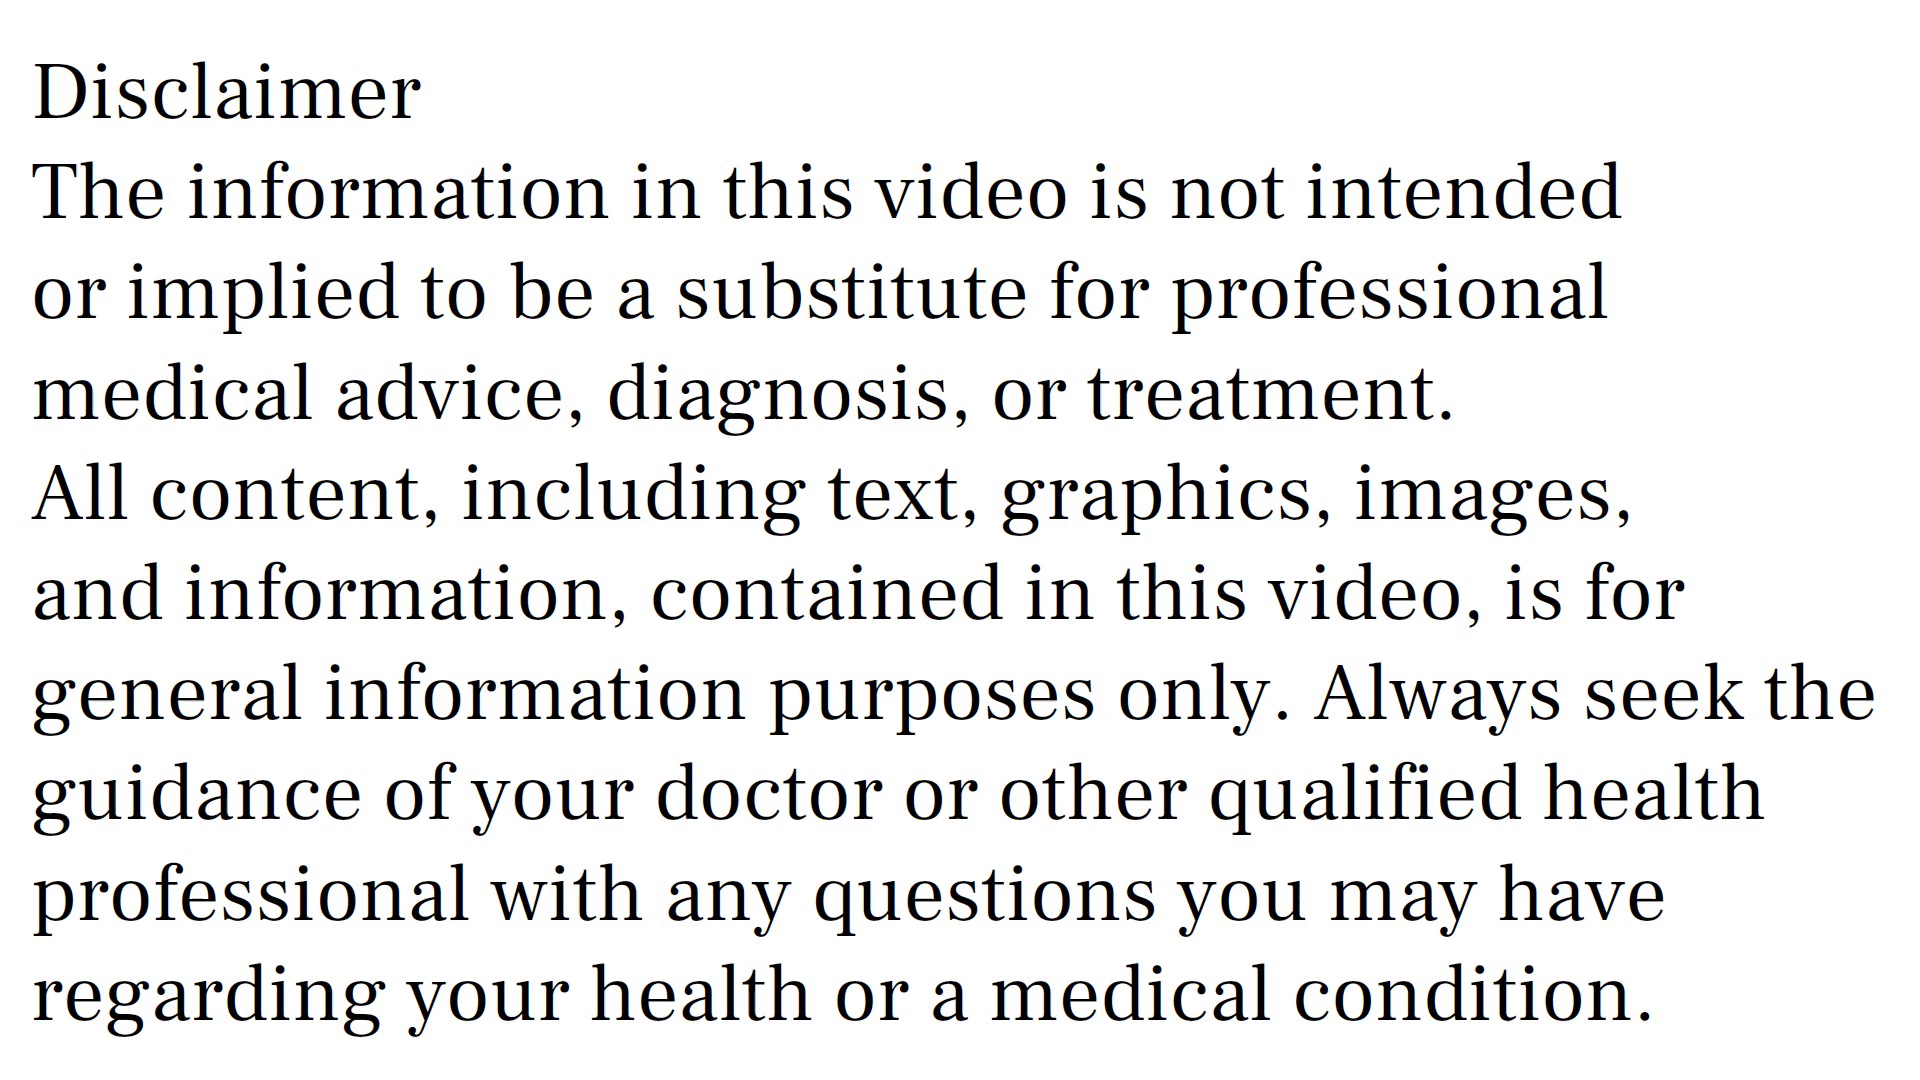 Disclaimer
The information in this video is not intended
or implied to be a substitute for professional
medical advice, diagnosis, or treatment.
All content, including text, graphics, images,
and information, contained in this video, is for
general information purposes only. Always seek the
guidance of your doctor or other qualified health
professional with any questions you may have
regarding your health or a medical condition.